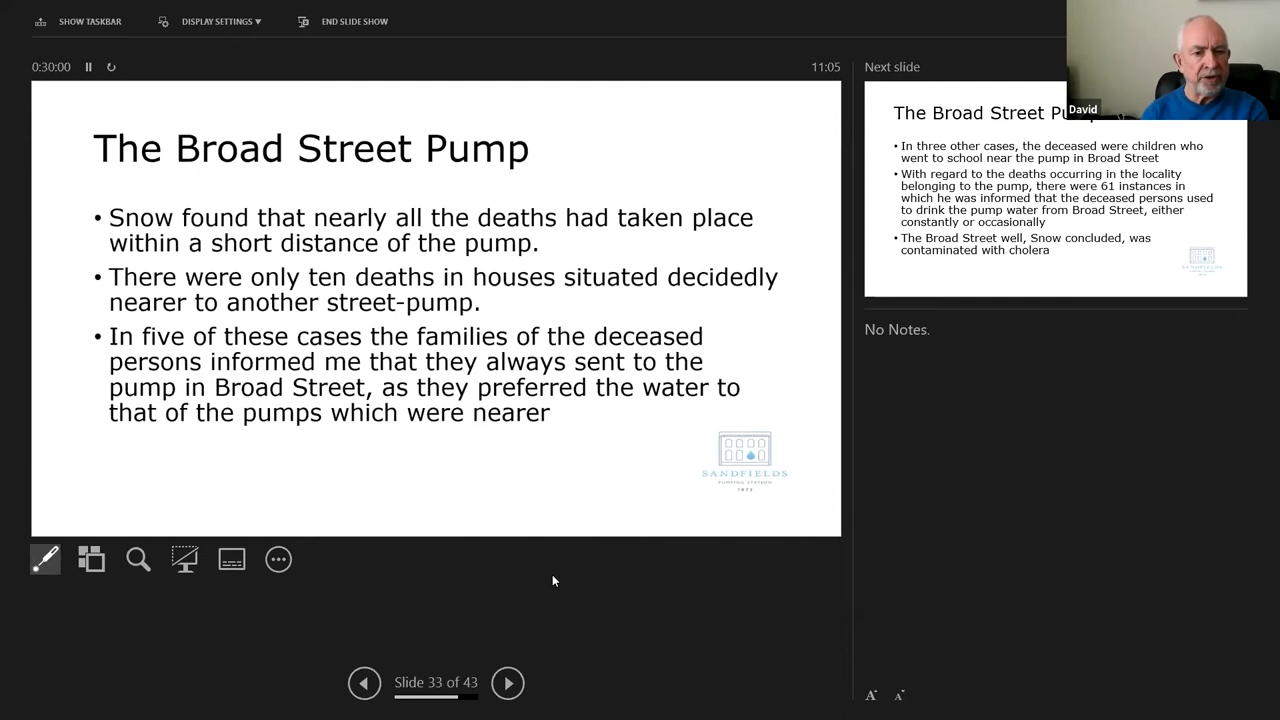 SHOW TASKBAR
DISPLAY SETTINGS ▼
END SLIDE SHOW
0:30:00
11:05
The Broad Street Pump
• Snow found that nearly all the deaths had taken place
within a short distance of the pump.
• There were only ten deaths in houses situated decidedly
nearer to another street-pump.
• In five of these cases the families of the deceased
persons informed me that they always sent to the
pump in Broad Street, as they preferred the water to
that of the pumps which were nearer
SANDFIELDS
PUMPING STATION
1873
Slide 33 of 43
Next slide
David
The Broad Street Pu
• In three other cases, the deceased were children who
went to school near the pump in Broad Street
• With regard to the deaths occurring in the locality
belonging to the pump, there were 61 instances in
which he was informed that the deceased persons used
to drink the pump water from Broad Street, either
constantly or occasionally
• The Broad Street well, Snow concluded, was
contaminated with cholera
SANDFIELDS
No Notes.
A A